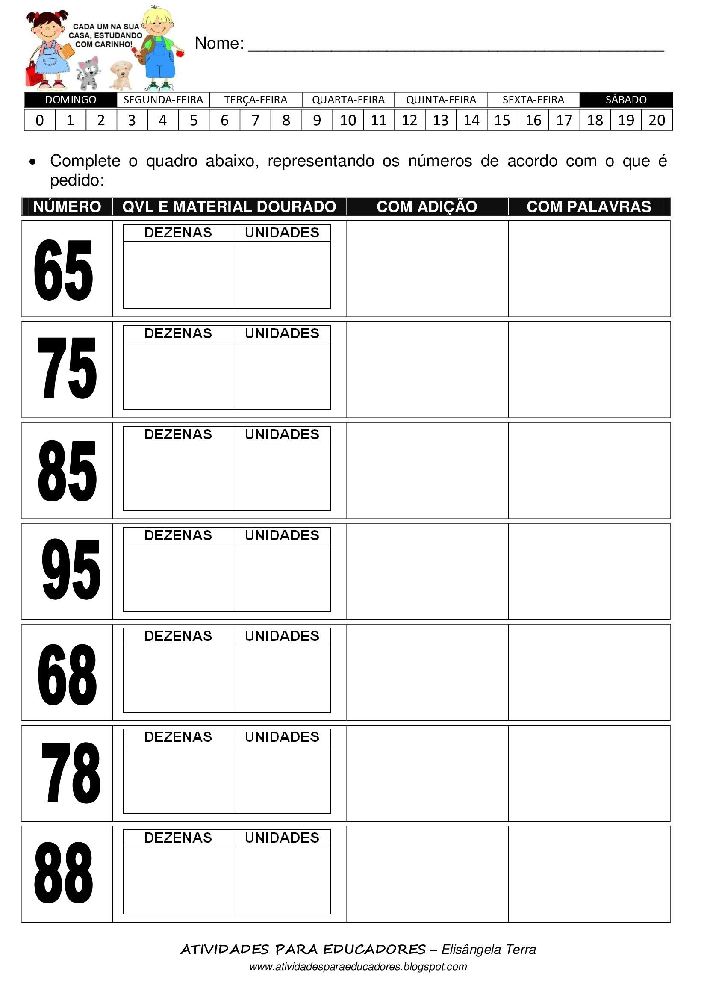 CADA UM NA SUA
CASA, ESTUDANDO
COM CARINHO!
Nome: ______________________________________________
DOMINGO SEGUNDA-FEIRA TERÇA-FEIRA QUARTA-FEIRA QUINTA-FEIRA SEXTA-FEIRA SÁBADO
0 1 2 3 4 5 6 7 8 9 10 11 12 13 14 15 16 17 18 19 20
• Complete o quadro abaixo, representando os números de acordo com o que é
pedido:
NÚMERO QVL E MATERIAL DOURADO COM ADIÇÃO COM PALAVRAS
DEZENAS UNIDADES
65
DEZENAS UNIDADES
75
DEZENAS UNIDADES
85
DEZENAS UNIDADES
95
DEZENAS UNIDADES
68
DEZENAS UNIDADES
78
DEZENAS UNIDADES
88
ATIVIDADES PARA EDUCADORES – Elisângela Terra
www.atividadesparaeducadores.blogspot.com